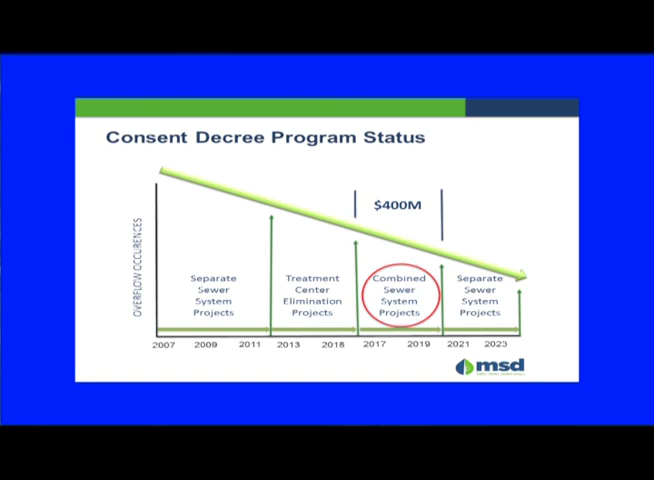 Consent Decree Program Status
$400M
OVERFLOW OCCURENCES
Separate
Sewer
System
Projects
Treatment
Center
Elimination
Projects
Combined
Sewer
System
Projects
Separate
Sewer
System
Projects
2007 2009 2011 2013 2018 2017 2019 2021 2023
msd